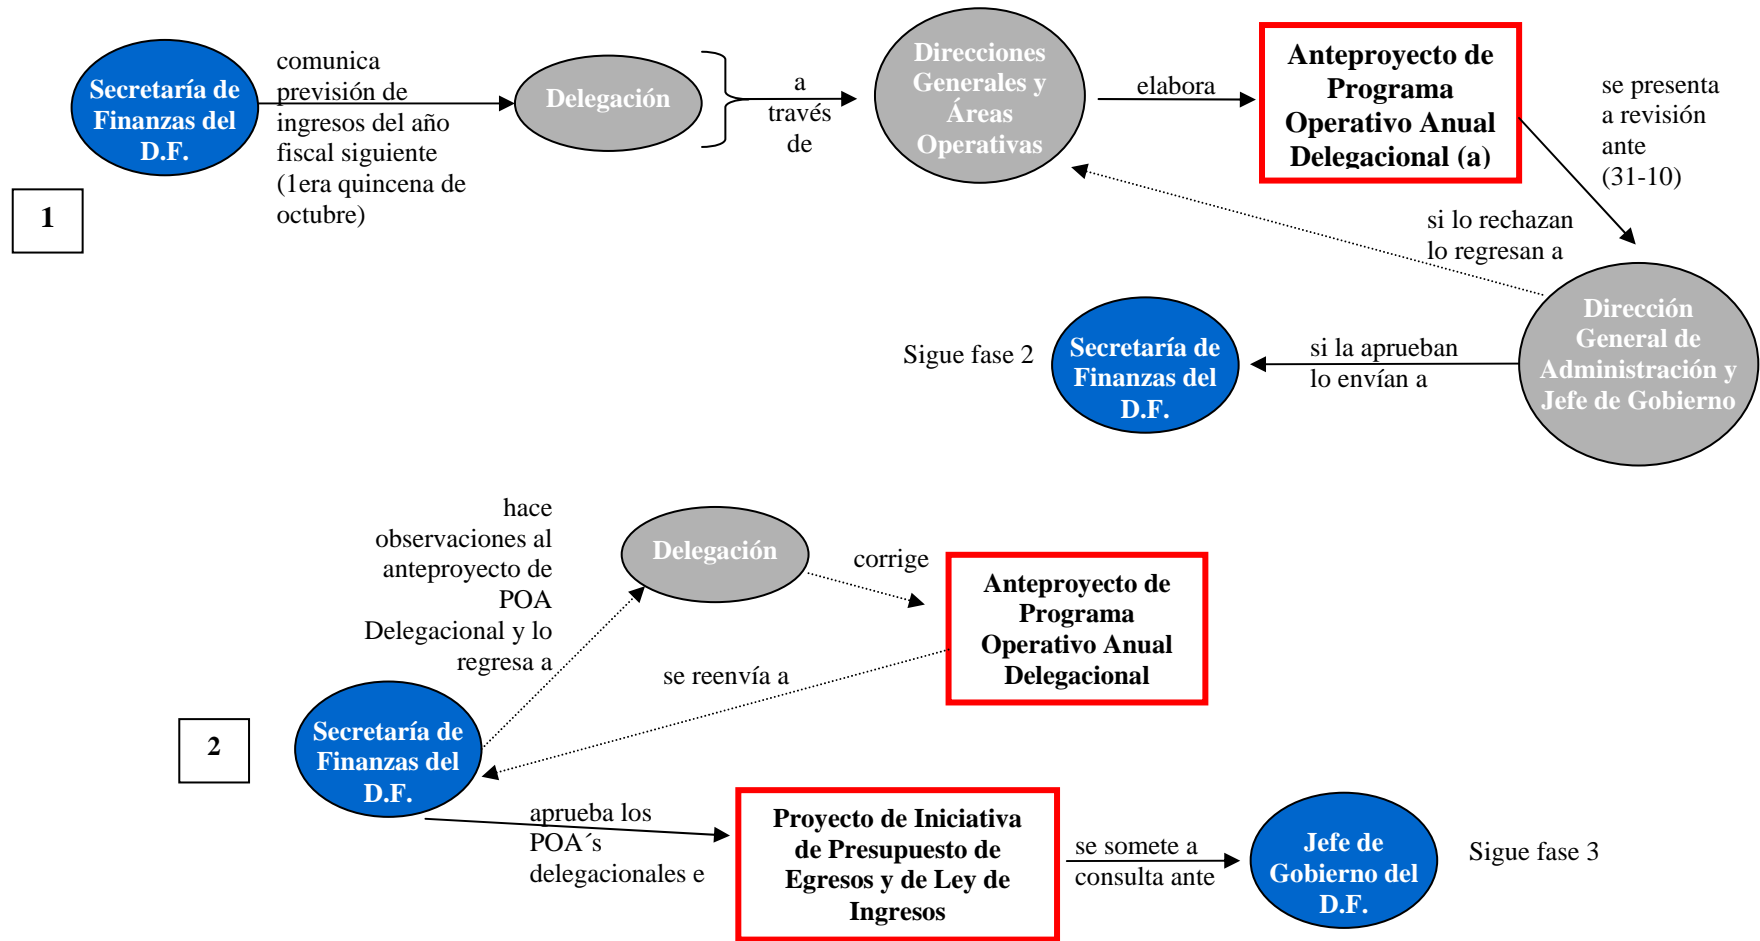 Secretaría de
Finanzas del
D.F.
comunica
previsión de
ingresos del año
fiscal siguiente
(1era quincena de
octubre)
Delegación
a
través
de
Direcciones
Generales y
Áreas
Operativas
elabora
Anteproyecto de
Programa
Operativo Anual
Delegacional (a)
se presenta
a revisión
ante
(31-10)
1
si lo rechazan
lo regresan a
Dirección
General de
Administración y
Jefe de Gobierno
si la aprueban
lo envían a
Secretaría de
Finanzas del
D.F.
Sigue fase 2
hace
observaciones al
anteproyecto de
POA
Delegacional y lo
regresa a
Delegación
corrige
Anteproyecto de
Programa
Operativo Anual
Delegacional
se reenvía a
2
Secretaría de
Finanzas del
D.F.
aprueba los
POA´s
delegacionales e
Proyecto de Iniciativa
de Presupuesto de
Egresos y de Ley de
Ingresos
se somete a
consulta ante
Jefe de
Gobierno del
D.F.
Sigue fase 3